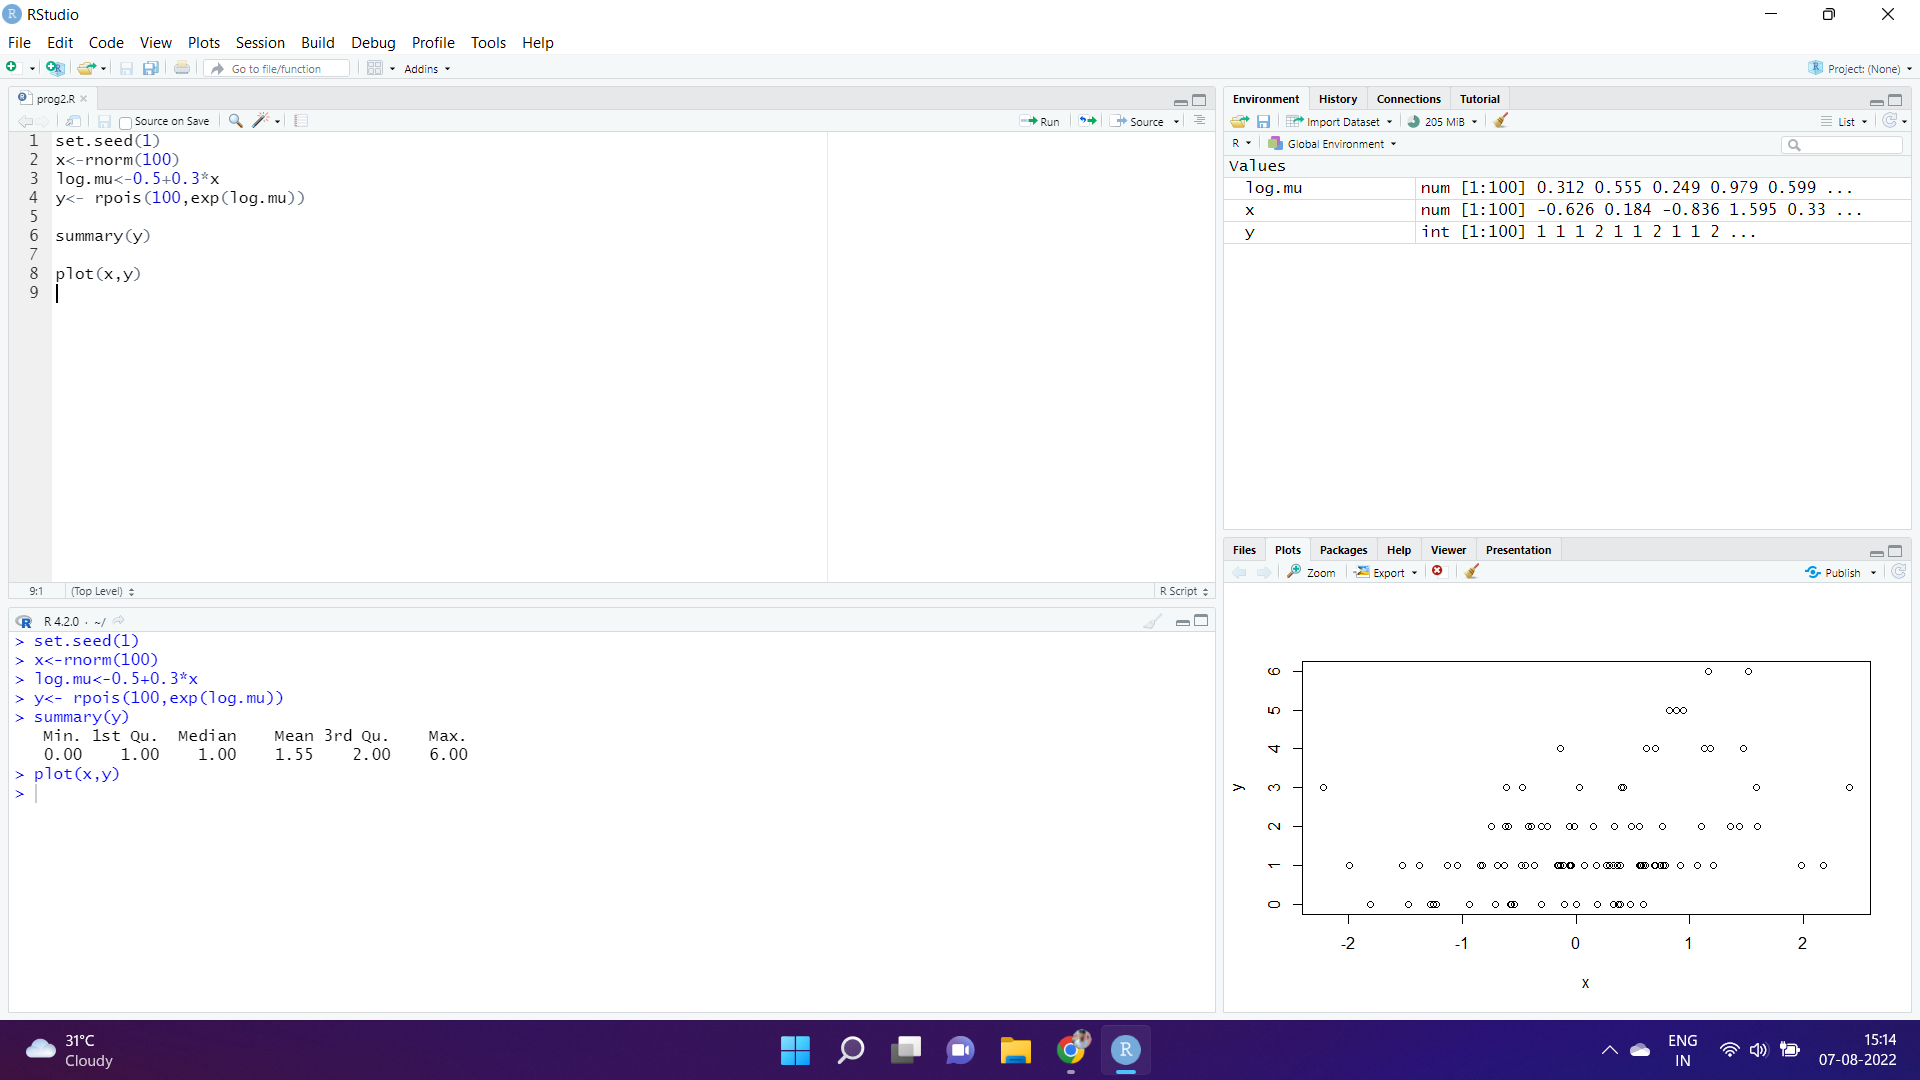 RStudio
File Edit Code View Plots Session Build Debug Profile Tools Help
Go to file/function Addins Project: (None)
prog2.R
Source on Save Run Source
1 set.seed(1)
2 x<-rnorm(100)
3 log.mu<-0.5+0.3*x
4 y<- rpois(100,exp(log.mu))
5
6 summary(y)
7
8 plot(x,y)
9
9:1 (Top Level) R Script
R 4.2.0 · ~/
> set.seed(1)
> x<-rnorm(100)
> log.mu<-0.5+0.3*x
> y<- rpois(100,exp(log.mu))
> summary(y)
Min. 1st Qu. Median Mean 3rd Qu. Max.
0.00 1.00 1.00 1.55 2.00 6.00
> plot(x,y)
>
Environment History Connections Tutorial
Import Dataset 205 MiB List
R Global Environment
Values
log.mu num [1:100] 0.312 0.555 0.249 0.979 0.599 ...
x num [1:100] -0.626 0.184 -0.836 1.595 0.33 ...
y int [1:100] 1 1 1 2 1 1 2 1 1 2 ...
Files Plots Packages Help Viewer Presentation
Zoom Export Publish
6
5
4
y
3
2
1
0
-2 -1 0 1 2
x
31°C
Cloudy
ENG
IN
15:14
07-08-2022